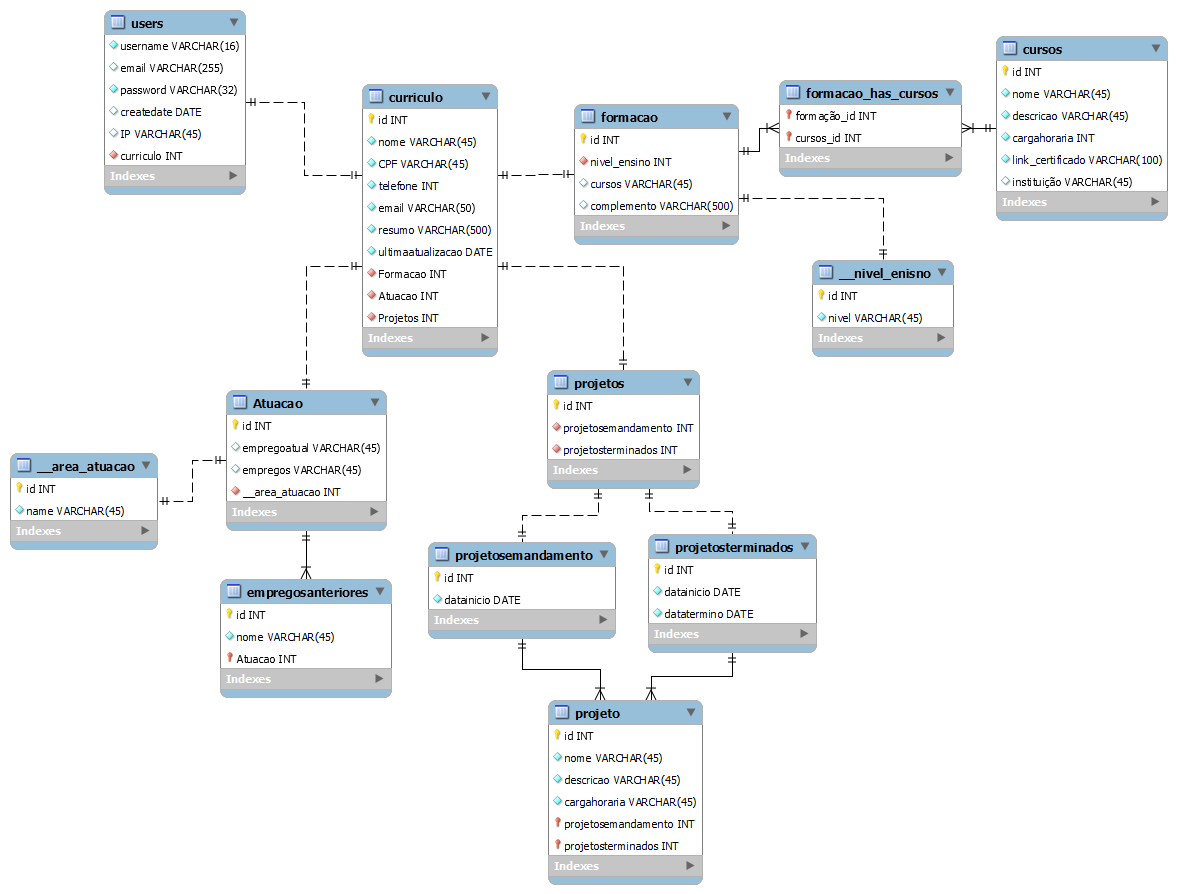 users
username VARCHAR(16)
email VARCHAR(255)
password VARCHAR(32)
createdate DATE
IP VARCHAR(45)
curriculo INT
Indexes
curriculo
id INT
nome VARCHAR(45)
CPF VARCHAR(45)
telefone INT
email VARCHAR(50)
resumo VARCHAR(500)
ultimaatualizacao DATE
Formacao INT
Atuacao INT
Projetos INT
Indexes
formacao
id INT
nivel_ensino INT
cursos VARCHAR(45)
complemento VARCHAR(500)
Indexes
formacao_has_cursos
formação_id INT
cursos_id INT
Indexes
cursos
id INT
nome VARCHAR(45)
descricao VARCHAR(45)
cargahoraria INT
link_certificado VARCHAR(100)
instituição VARCHAR(45)
Indexes
__nivel_enisno
id INT
nivel VARCHAR(45)
Indexes
Atuacao
id INT
empregoatual VARCHAR(45)
empregos VARCHAR(45)
__area_atuacao INT
Indexes
__area_atuacao
id INT
name VARCHAR(45)
Indexes
empregosanteriores
id INT
nome VARCHAR(45)
Atuacao INT
Indexes
projetos
id INT
projetosemandamento INT
projetosterminados INT
Indexes
projetosemandamento
id INT
datainicio DATE
Indexes
projetosterminados
id INT
datainicio DATE
datatermino DATE
Indexes
projeto
id INT
nome VARCHAR(45)
descricao VARCHAR(45)
cargahoraria VARCHAR(45)
projetosemandamento INT
projetosterminados INT
Indexes